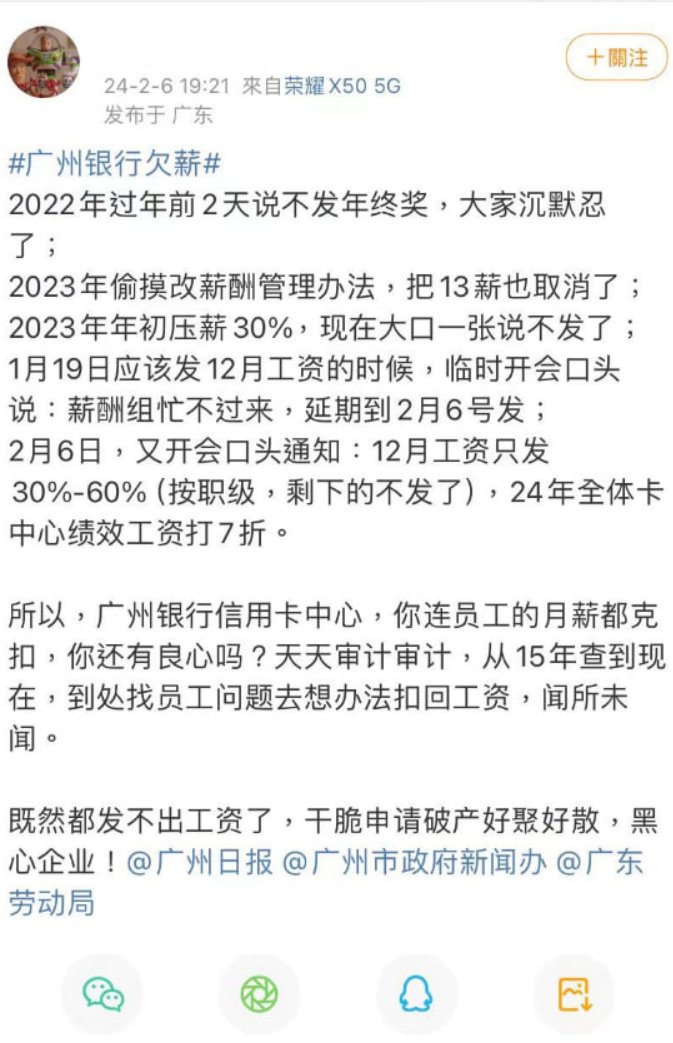 ＋關注
24-2-6 19:21 來自荣耀X50 5G
发布于 广东
#广州银行欠薪#
2022年过年前2天说不发年终奖，大家沉默忍
了；
2023年偷摸改薪酬管理办法，把13薪也取消了；
2023年年初压薪30%，现在大口一张说不发了；
1月19日应该发12月工资的时候，临时开会口头
说：薪酬组忙不过来，延期到2月6号发；
2月6日，又开会口头通知：12月工资只发
30%-60%（按职级，剩下的不发了），24年全体卡
中心绩效工资打7折。
所以，广州银行信用卡中心，你连员工的月薪都克
扣，你还有良心吗？天天审计审计，从15年查到现
在，到处找员工问题去想办法扣回工资，闻所未
闻。
既然都发不出工资了，干脆申请破产好聚好散，黑
心企业！@广州日报 @广州市政府新闻办 @广东
劳动局